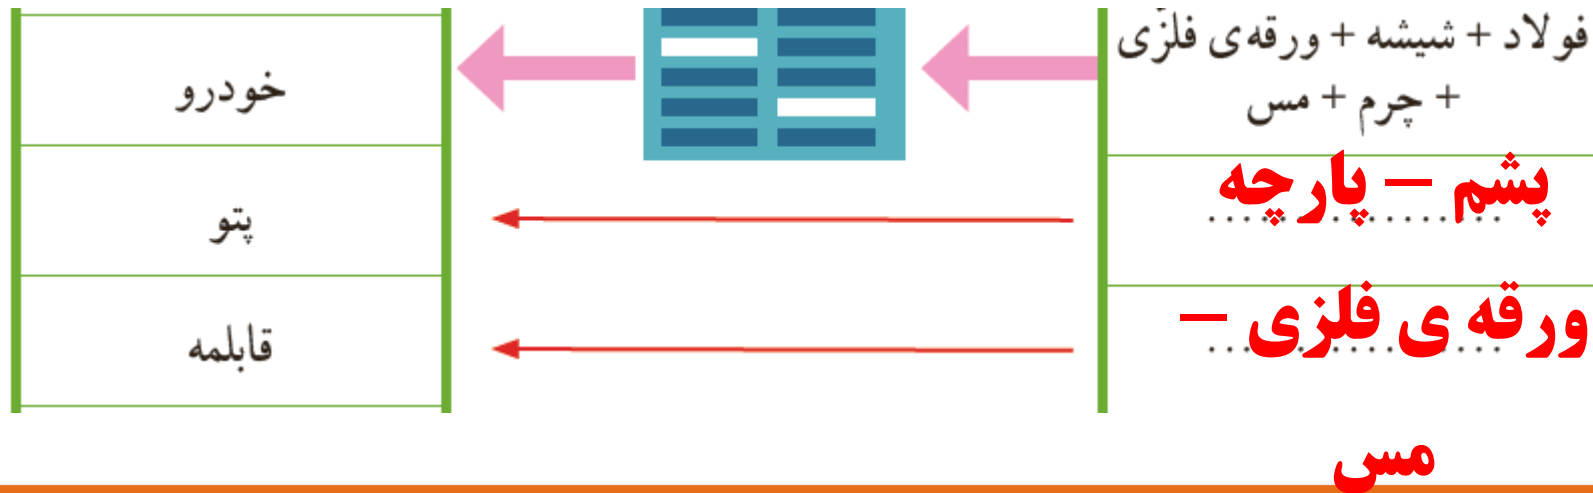 فولاد + شیشه + ورقه‌ی فلزی
+ چرم + مس
خودرو
پشم – پارچه
................
پتو
ورقه ی فلزی –
................
مس
قابلمه